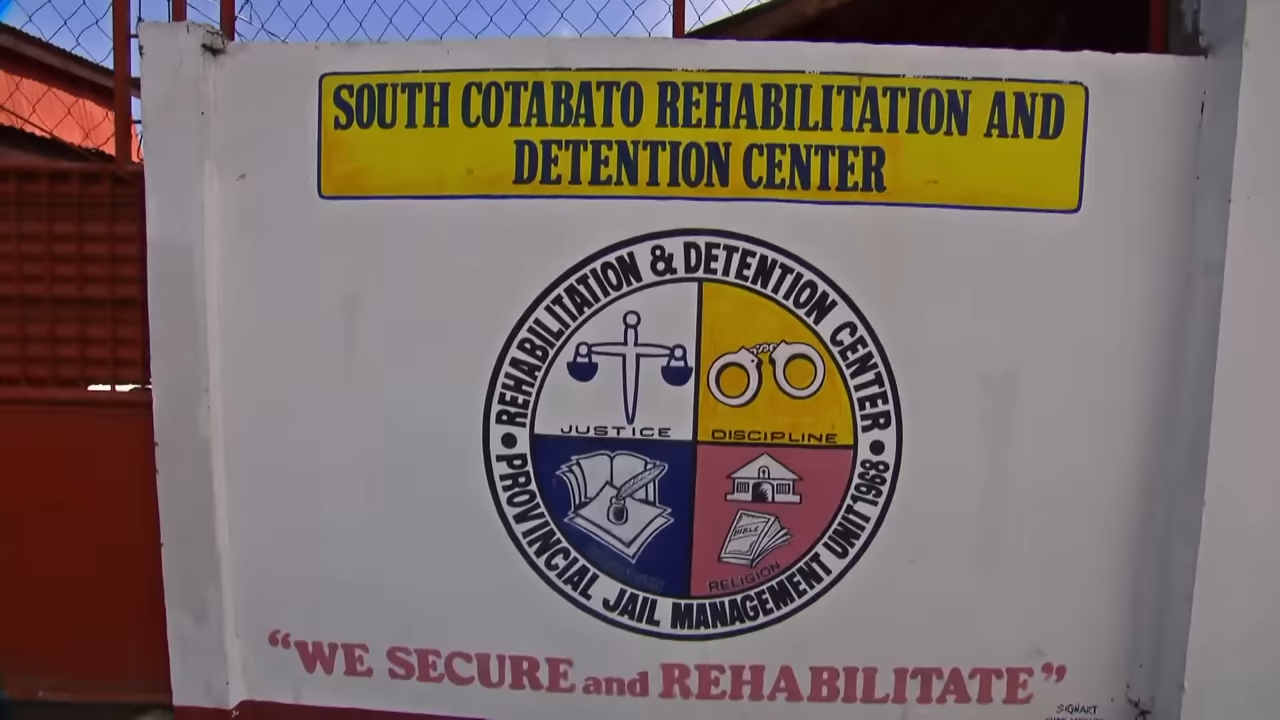 SOUTH COTABATO REHABILITATION AND
DETENTION CENTER
REHABILITATION & DETENTION CENTER
JUSTICE
DISCIPLINE
BIBLE
RELIGION
PROVINCIAL JAIL MANAGEMENT UNIT 1968
“WE SECURE and REHABILITATE”
SIGNART